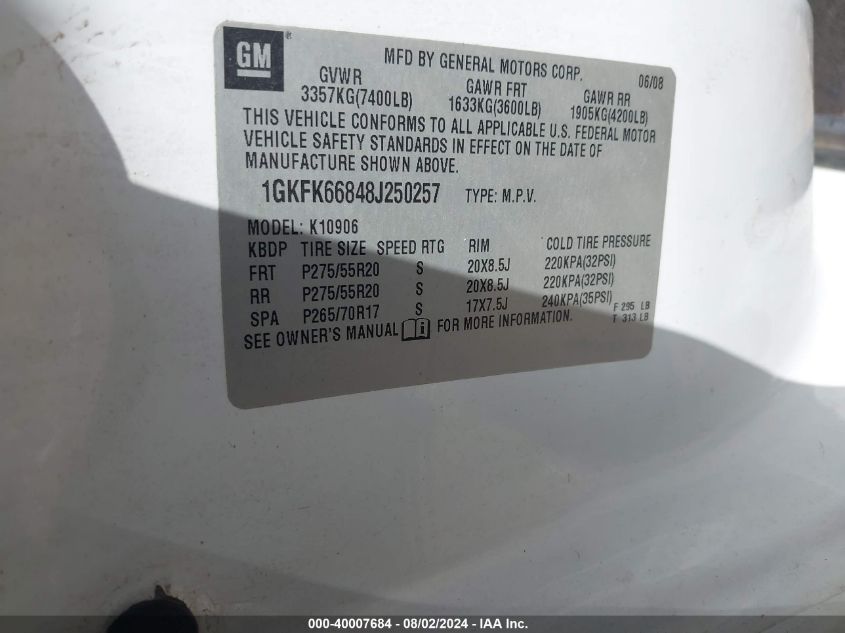 GM
MFD BY GENERAL MOTORS CORP. 06/08
GVWR GAWR FRT GAWR RR
3357KG(7400LB) 1633KG(3600LB) 1905KG(4200LB)
THIS VEHICLE CONFORMS TO ALL APPLICABLE U.S. FEDERAL MOTOR
VEHICLE SAFETY STANDARDS IN EFFECT ON THE DATE OF
MANUFACTURE SHOWN ABOVE.
1GKFK66848J250257 TYPE: M.P.V.
MODEL: K10906
KBDP TIRE SIZE SPEED RTG RIM COLD TIRE PRESSURE
FRT P275/55R20 S 20X8.5J 220KPA(32PSI)
RR P275/55R20 S 20X8.5J 220KPA(32PSI)
SPA P265/70R17 S 17X7.5J 240KPA(35PSI) F 295 LB
SEE OWNER'S MANUAL i FOR MORE INFORMATION. T 313 LB
000-40007684 - 08/02/2024 - IAA Inc.